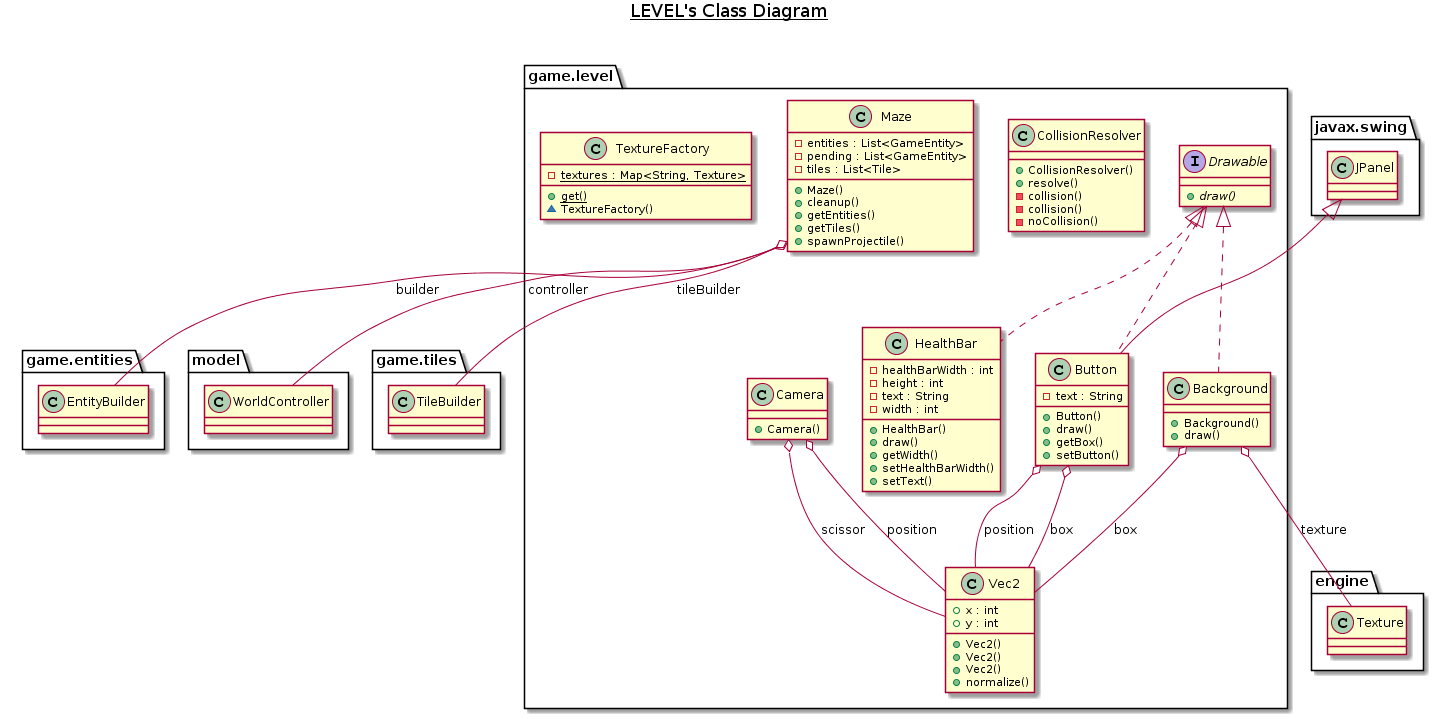 LEVEL's Class Diagram
game.level
TextureFactory
textures : Map<String, Texture>
get()
TextureFactory()
Maze
entities : List<GameEntity>
pending : List<GameEntity>
tiles : List<Tile>
Maze()
cleanup()
getEntities()
getTiles()
spawnProjectile()
C CollisionResolver
CollisionResolver()
resolve()
collision()
collision()
noCollision()
I Drawable
draw()
javax.swing
C JPanel
builder
controller
tileBuilder
game.entities
C EntityBuilder
model
C WorldController
game.tiles
C TileBuilder
C Camera
Camera()
C HealthBar
healthBarWidth : int
height : int
text : String
width : int
HealthBar()
draw()
getWidth()
setHealthBarWidth()
setText()
C Button
text : String
Button()
draw()
getBox()
setButton()
C Background
Background()
draw()
scissor
position
position
box
box
texture
C Vec2
x : int
y : int
Vec2()
Vec2()
Vec2()
normalize()
engine
C Texture